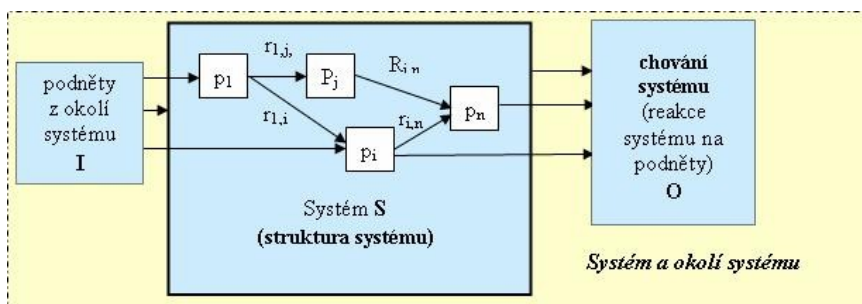 podněty
z okolí
systému
I
r1,j,
p1
Pj
Ri n
r1,i
ri,n
pn
pi
Systém S
(struktura systému)
chování
systému
(reakce
systému na
podněty)
O
Systém a okolí systému